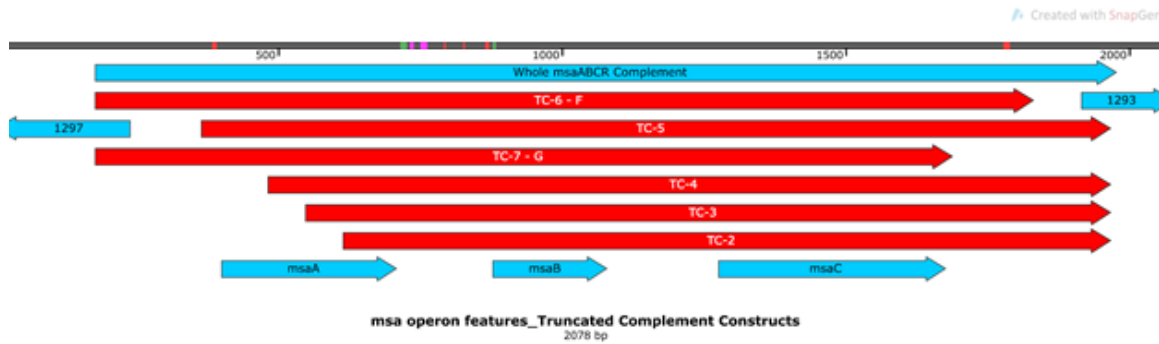 Created with SnapGen
500 1000 1500 2000
Whole msaABCR Complement
TC-6 - F 1293
1297 TC-5
TC-7 - G
TC-4
TC-3
TC-2
msaA msaB msaC
msa operon features_Truncated Complement Constructs
2078 bp